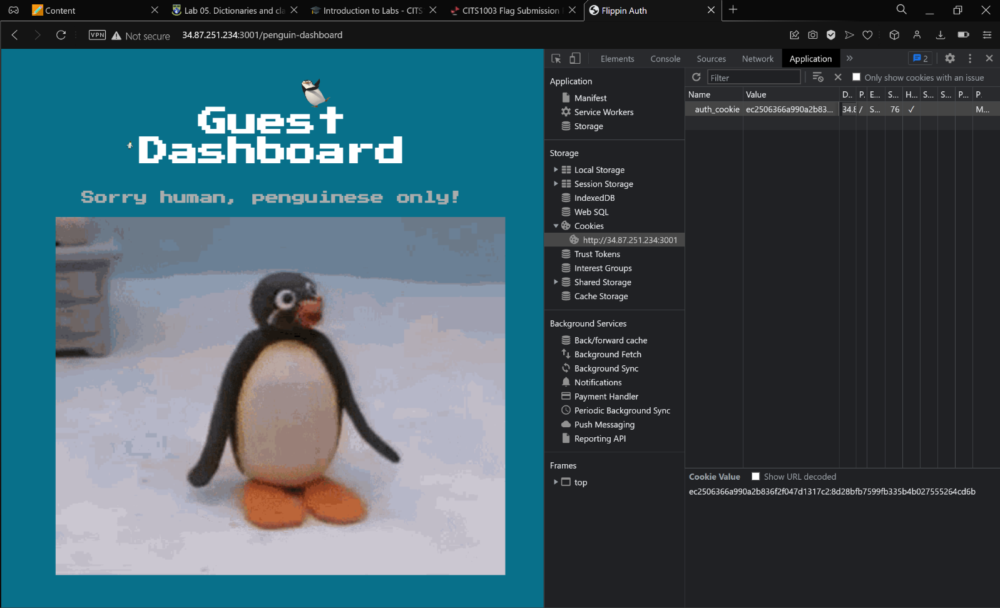 Content
Lab 05. Dictionaries and cla
Introduction to Labs - CITS
CITS1003 Flag Submission
Flippin Auth
VPN
Not secure
34.87.251.234:3001/penguin-dashboard
Guest
Dashboard
Sorry human, penguinese only!
Elements
Console
Sources
Network
Application
2
Application
Manifest
Service Workers
Storage
Storage
Local Storage
Session Storage
IndexedDB
Web SQL
Cookies
http://34.87.251.234:3001
Trust Tokens
Interest Groups
Shared Storage
Cache Storage
Background Services
Back/forward cache
Background Fetch
Background Sync
Notifications
Payment Handler
Periodic Background Sync
Push Messaging
Reporting API
Frames
top
Filter
Only show cookies with an issue
Name Value D.. P. E... S... H... S... S... P... P.
auth_cookie ec2506366a990a2b83... 34.8 / S... 76 ✓ M...
Cookie Value Show URL decoded
ec2506366a990a2b836f2f047d1317c2:8d28bfb7599fb335b4b027555264cd6b